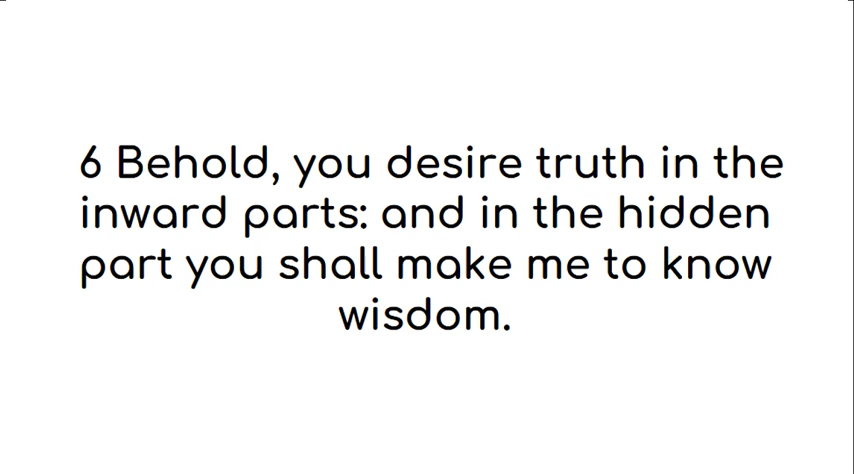 6 Behold, you desire truth in the
inward parts: and in the hidden
part you shall make me to know
wisdom.